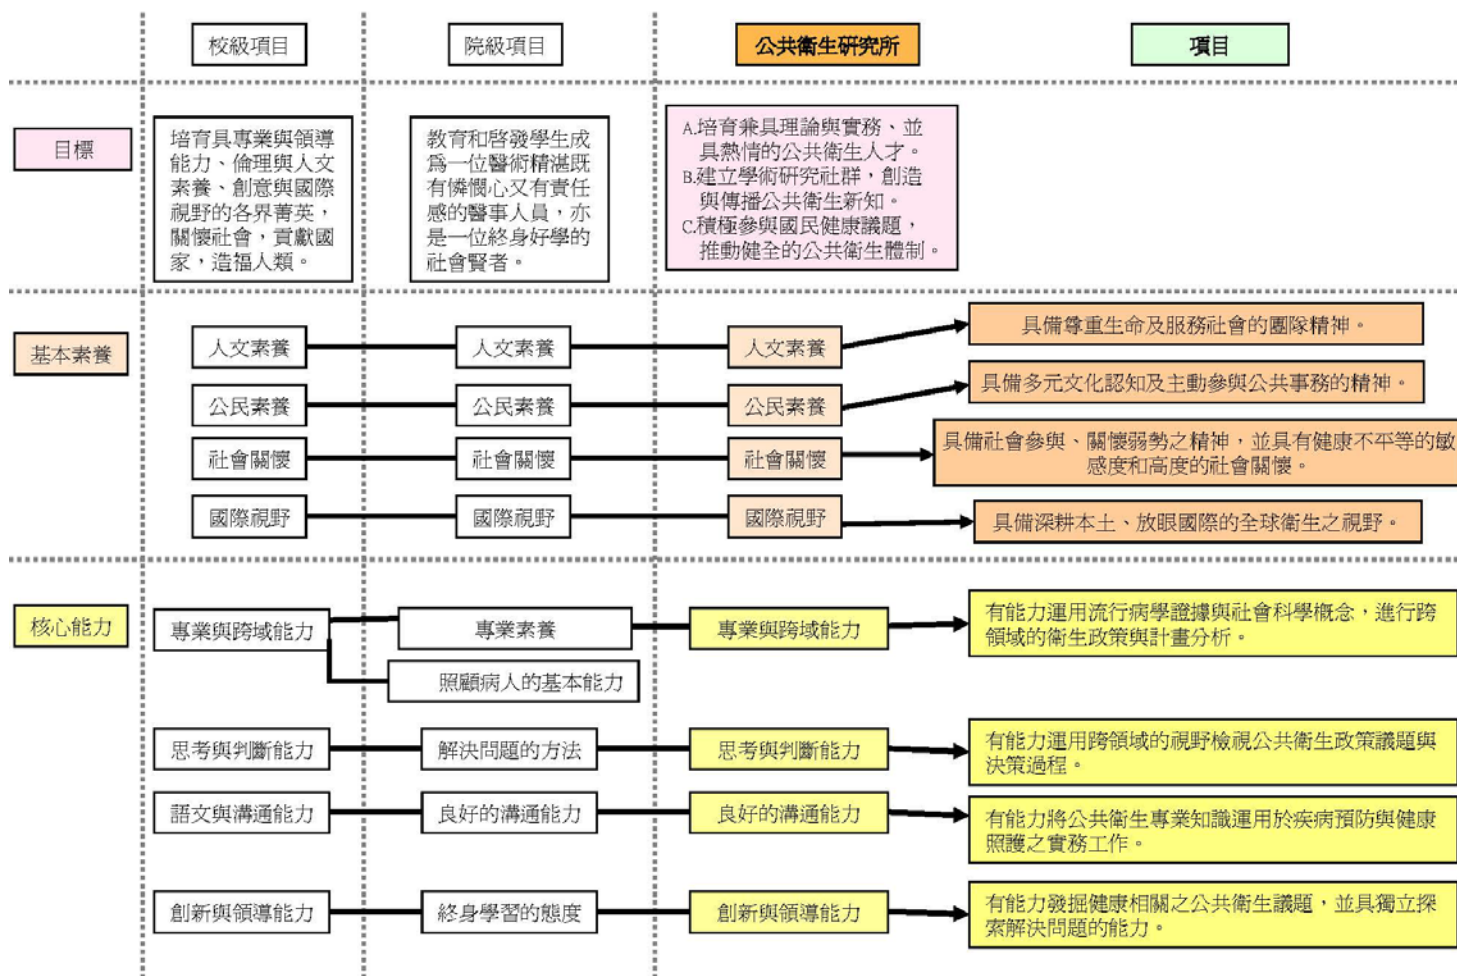 校級項目
院級項目
公共衛生研究所
項目
目標
培育具專業與領導
能力、倫理與人文
素養、創意與國際
視野的各界菁英，
關懷社會，貢獻國
家，造福人類。
教育和啓發學生成
爲一位醫術精湛既
有憐憫心又有責任
感的醫事人員，亦
是一位終身好學的
社會賢者。
A.培育兼具理論與實務、並
具熱情的公共衛生人才。
B.建立學術研究社群，創造
與傳播公共衛生新知。
C.積極參與國民健康議題，
推動健全的公共衛生體制。
基本素養
人文素養
人文素養
人文素養
具備尊重生命及服務社會的團隊精神。
公民素養
公民素養
公民素養
具備多元文化認知及主動參與公共事務的精神。
社會關懷
社會關懷
社會關懷
具備社會參與、關懷弱勢之精神，並具有健康不平等的敏
感度和高度的社會關懷。
國際視野
國際視野
國際視野
具備深耕本土、放眼國際的全球衛生之視野。
核心能力
專業與跨域能力
專業素養
照顧病人的基本能力
專業與跨域能力
有能力運用流行病學證據與社會科學概念，進行跨
領域的衛生政策與計畫分析。
思考與判斷能力
解決問題的方法
思考與判斷能力
有能力運用跨領域的視野檢視公共衛生政策議題與
決策過程。
語文與溝通能力
良好的溝通能力
良好的溝通能力
有能力將公共衛生專業知識運用於疾病預防與健康
照護之實務工作。
創新與領導能力
終身學習的態度
創新與領導能力
有能力發掘健康相關之公共衛生議題，並具獨立探
索解決問題的能力。